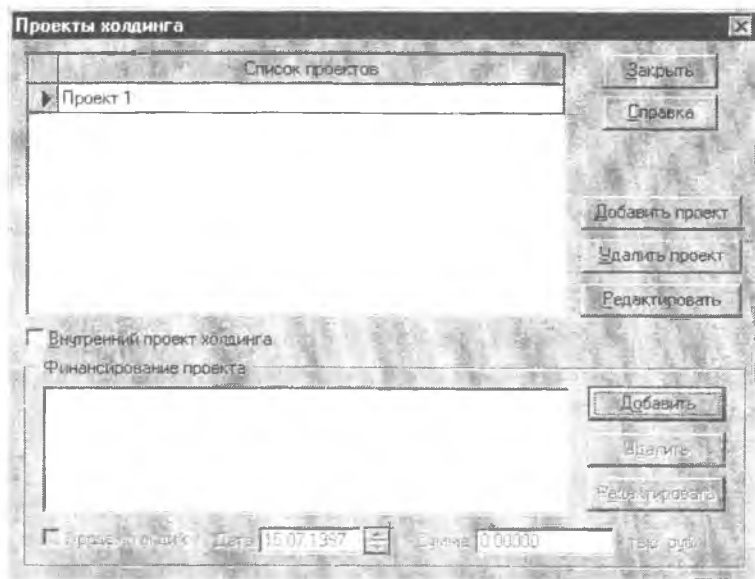 Проекты холдинга
Список проектов
Проект 1
Закрыть
Справка
Добавить проект
Удалить проект
Редактировать
Внутренний проект холдинга
Финансирование проекта
Добавить
Удалить
Редактировать
Дата 15.07.1997 Сумма 0.00000 тыс. руб.